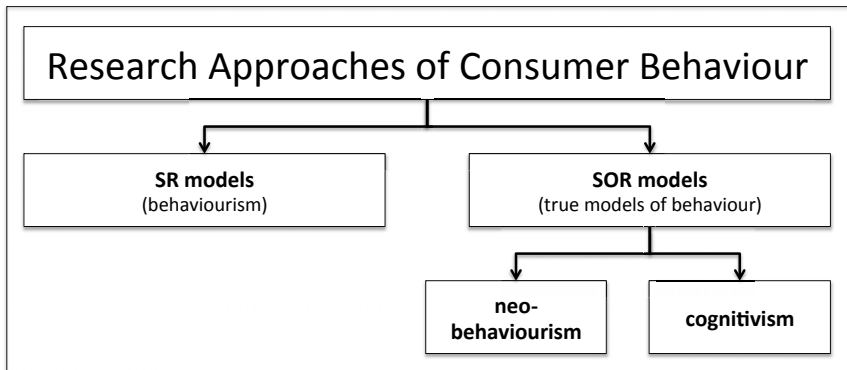 Research Approaches of Consumer Behaviour
SR models
(behaviourism)
SOR models
(true models of behaviour)
neo-
behaviourism
cognitivism